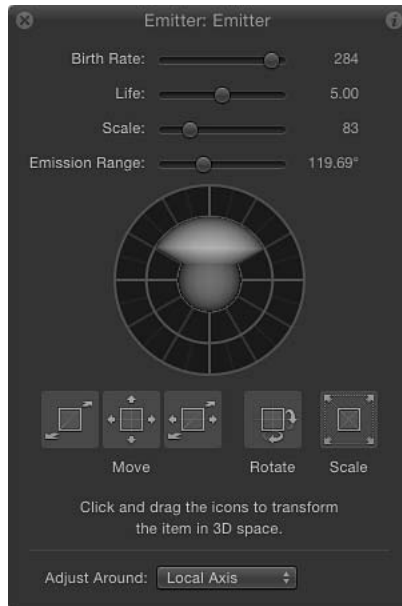 Emitter: Emitter
Birth Rate: 284
Life: 5.00
Scale: 83
Emission Range: 119.69°
Move Rotate Scale
Click and drag the icons to transform
the item in 3D space.
Adjust Around: Local Axis